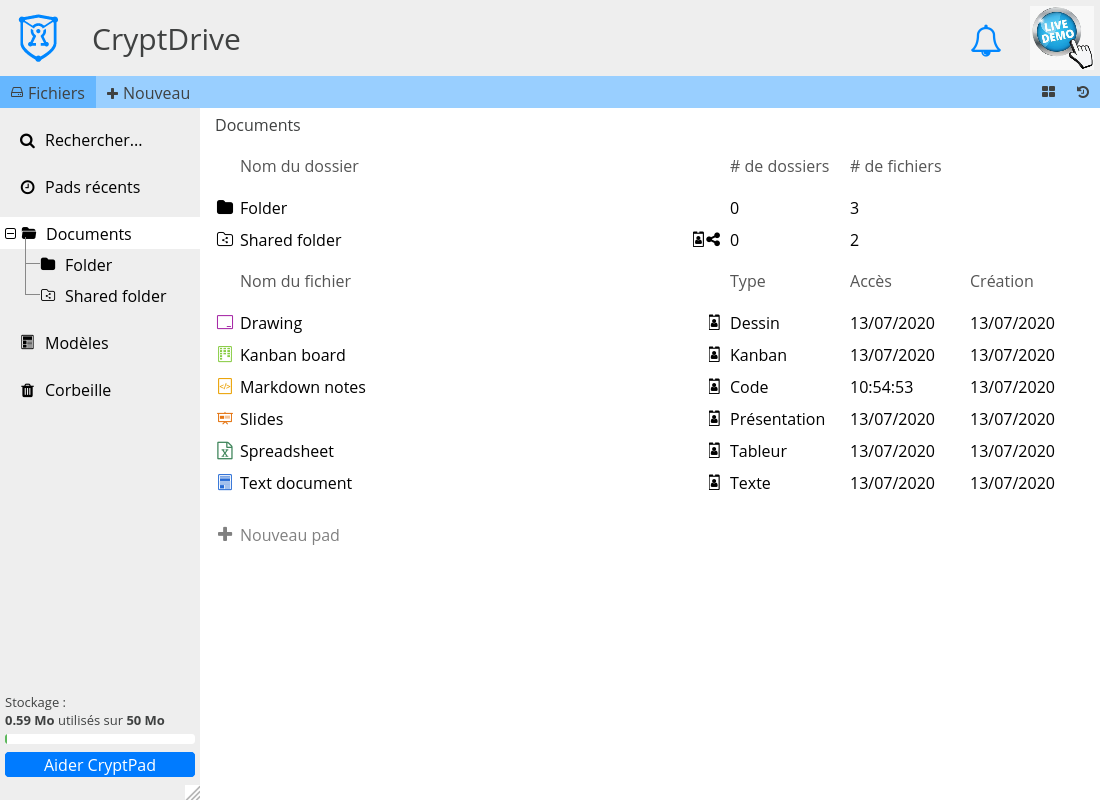 CryptDrive
LIVE
DEMO
Fichiers
Nouveau
Rechercher...
Pads récents
Documents
Folder
Shared folder
Modèles
Corbeille
Stockage :
0.59 Mo utilisés sur 50 Mo
Aider CryptPad
Documents
Nom du dossier # de dossiers # de fichiers
Folder 0 3
Shared folder 0 2
Nom du fichier Type Accès Création
Drawing Dessin 13/07/2020 13/07/2020
Kanban board Kanban 13/07/2020 13/07/2020
Markdown notes Code 10:54:53 13/07/2020
Slides Présentation 13/07/2020 13/07/2020
Spreadsheet Tableur 13/07/2020 13/07/2020
Text document Texte 13/07/2020 13/07/2020
Nouveau pad